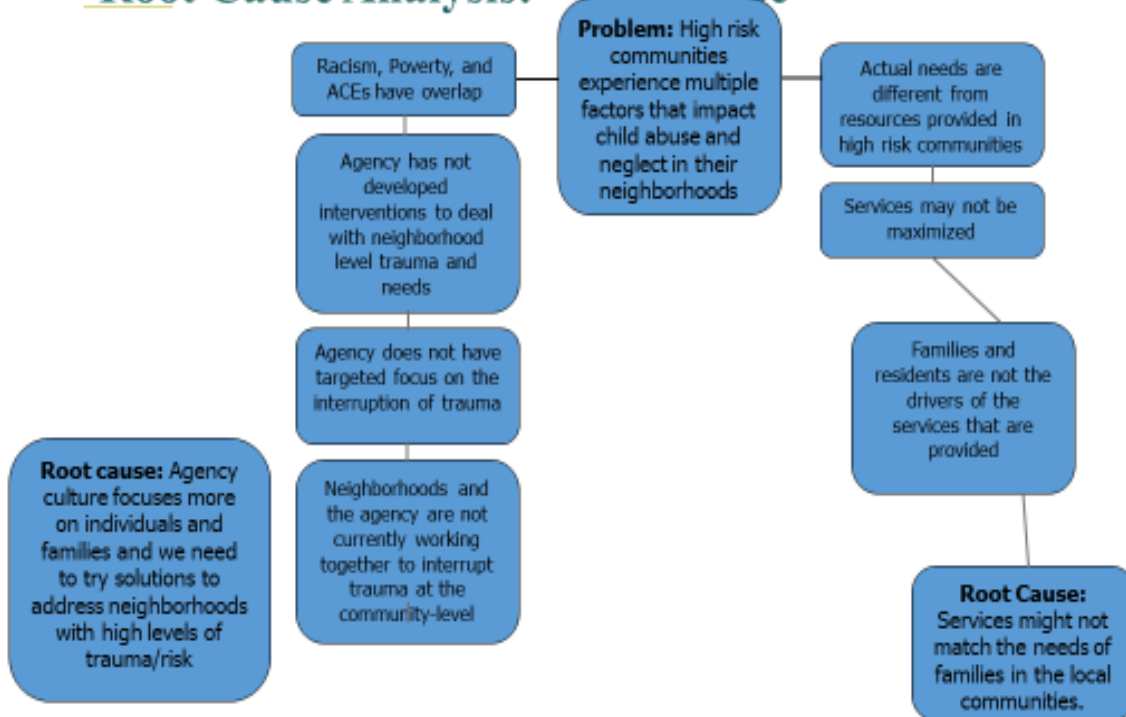 Root Cause Analysis:
Problem: High risk
communities
experience multiple
factors that impact
child abuse and
neglect in their
neighborhoods
Racism, Poverty, and
ACEs have overlap
Agency has not
developed
interventions to deal
with neighborhood
level trauma and
needs
Agency does not have
targeted focus on the
interruption of trauma
Neighborhoods and
the agency are not
currently working
together to interrupt
trauma at the
community-level
Root cause: Agency
culture focuses more
on individuals and
families and we need
to try solutions to
address neighborhoods
with high levels of
trauma/risk
Actual needs are
different from
resources provided in
high risk communities
Services may not be
maximized
Families and
residents are not the
drivers of the
services that are
provided
Root Cause:
Services might not
match the needs of
families in the local
communities.